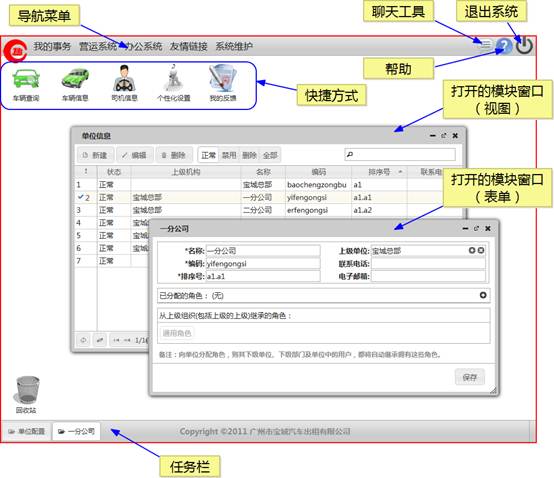 导航菜单
聊天工具
退出系统
我的事务 营运系统 办公系统 友情链接 系统维护
帮助
车辆查询 车辆信息 司机信息 个性化设置 我的反馈
快捷方式
打开的模块窗口
（视图）
单位信息
新建 编辑 删除 正常 禁用 删除 全部
! 状态 上级机构 名称 编码 排序号 联系电
1 正常 宝城总部 baochengzongbu a1
2 正常 宝城总部 一分公司 yifengongsi a1.a1
3 正常 宝城总部 二分公司 erfengongsi a1.a2
4 正常 宝城总部
5 正常 宝城总部
6 正常 宝城总部
7 正常
打开的模块窗口
（表单）
一分公司
*名称: 一分公司 上级单位: 宝城总部
*编码: yifengongsi 联系电话:
*排序号: a1.a1 电子邮箱:
已分配的角色： (无)
从上级组织(包括上级的上级)继承的角色：
通用角色
备注：向单位分配角色，则其下级单位、下级部门及单位中的用户，都将自动继承拥有这些角色。
保存
回收站
单位配置 一分公司
Copyright ©2011 广州市宝城汽车出租有限公司
任务栏